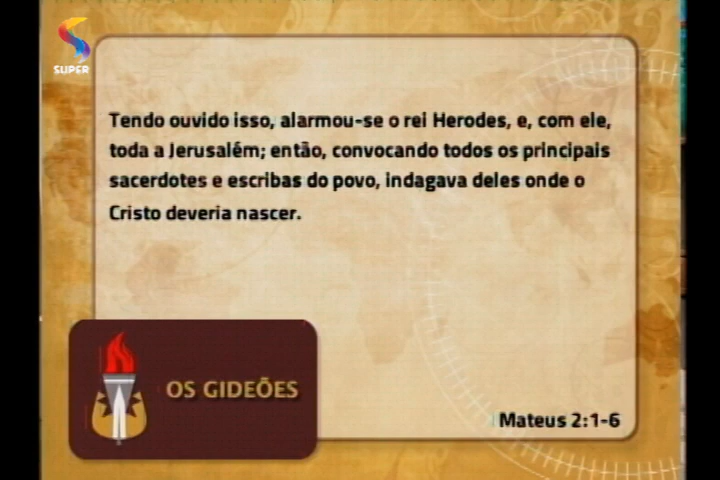 SUPER
Tendo ouvido isso, alarmou-se o rei Herodes, e, com ele,
toda a Jerusalém; então, convocando todos os principais
sacerdotes e escribas do povo, indagava deles onde o
Cristo deveria nascer.
OS GIDEÕES
Mateus 2:1-6